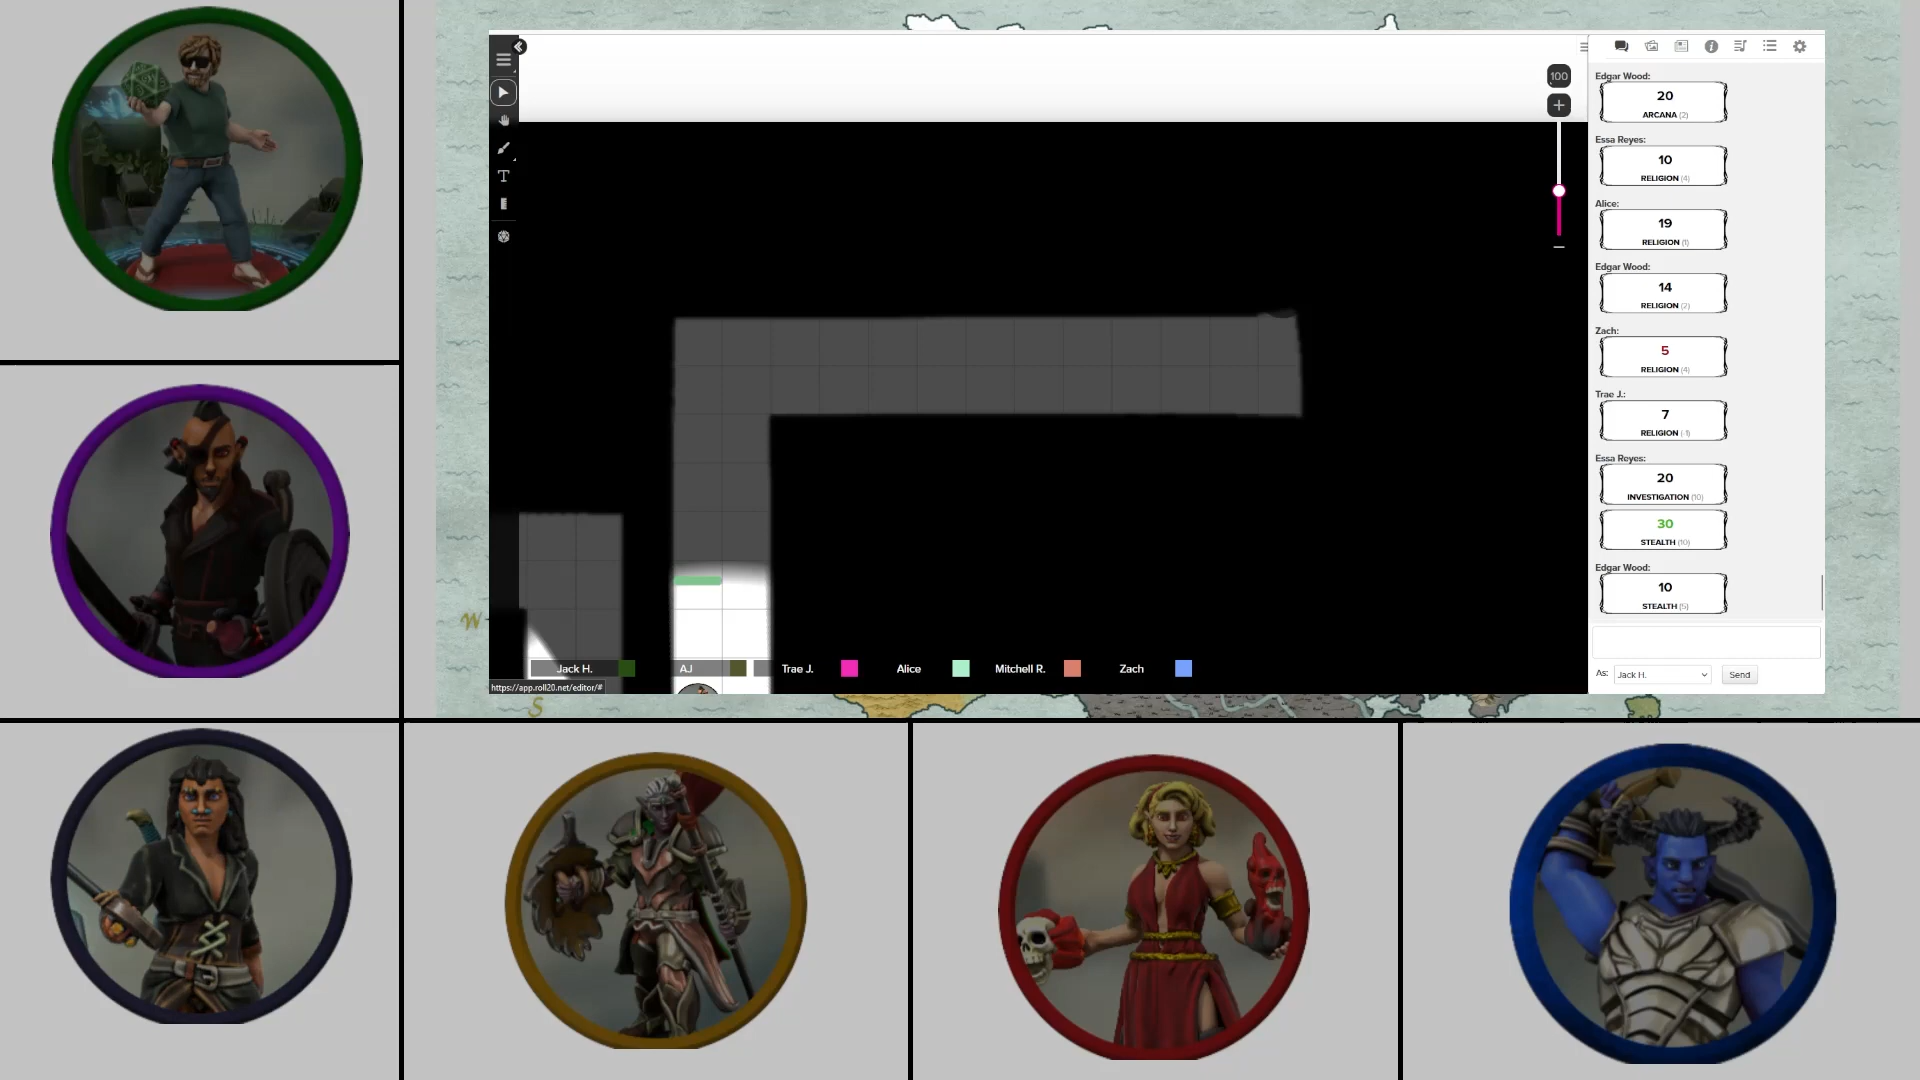 100
Edgar Wood:
20
ARCANA (2)
Essa Reyes:
10
RELIGION (4)
Alice:
19
RELIGION (1)
Edgar Wood:
14
RELIGION (2)
Zach:
5
RELIGION (4)
Trae J.:
7
RELIGION (-1)
Essa Reyes:
20
INVESTIGATION (10)
30
STEALTH (10)
Edgar Wood:
10
STEALTH (5)
W
S
Jack H. AJ Trae J. Alice Mitchell R. Zach
https://app.roll20.net/editor/#
As: Jack H. Send